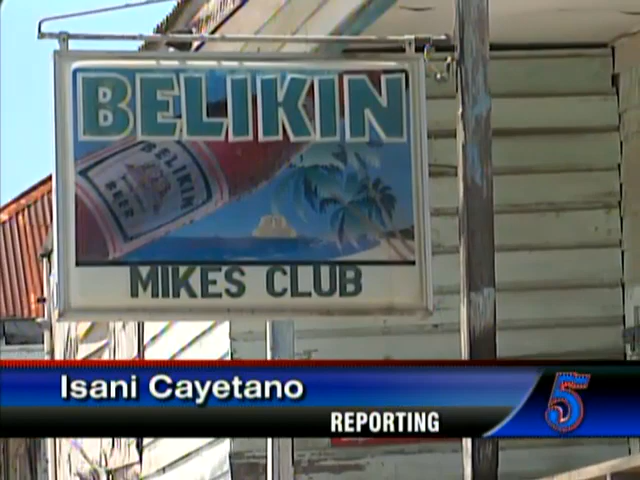 BELIKIN
BELIKIN
BEER
MIKES CLUB
Isani Cayetano
REPORTING
5